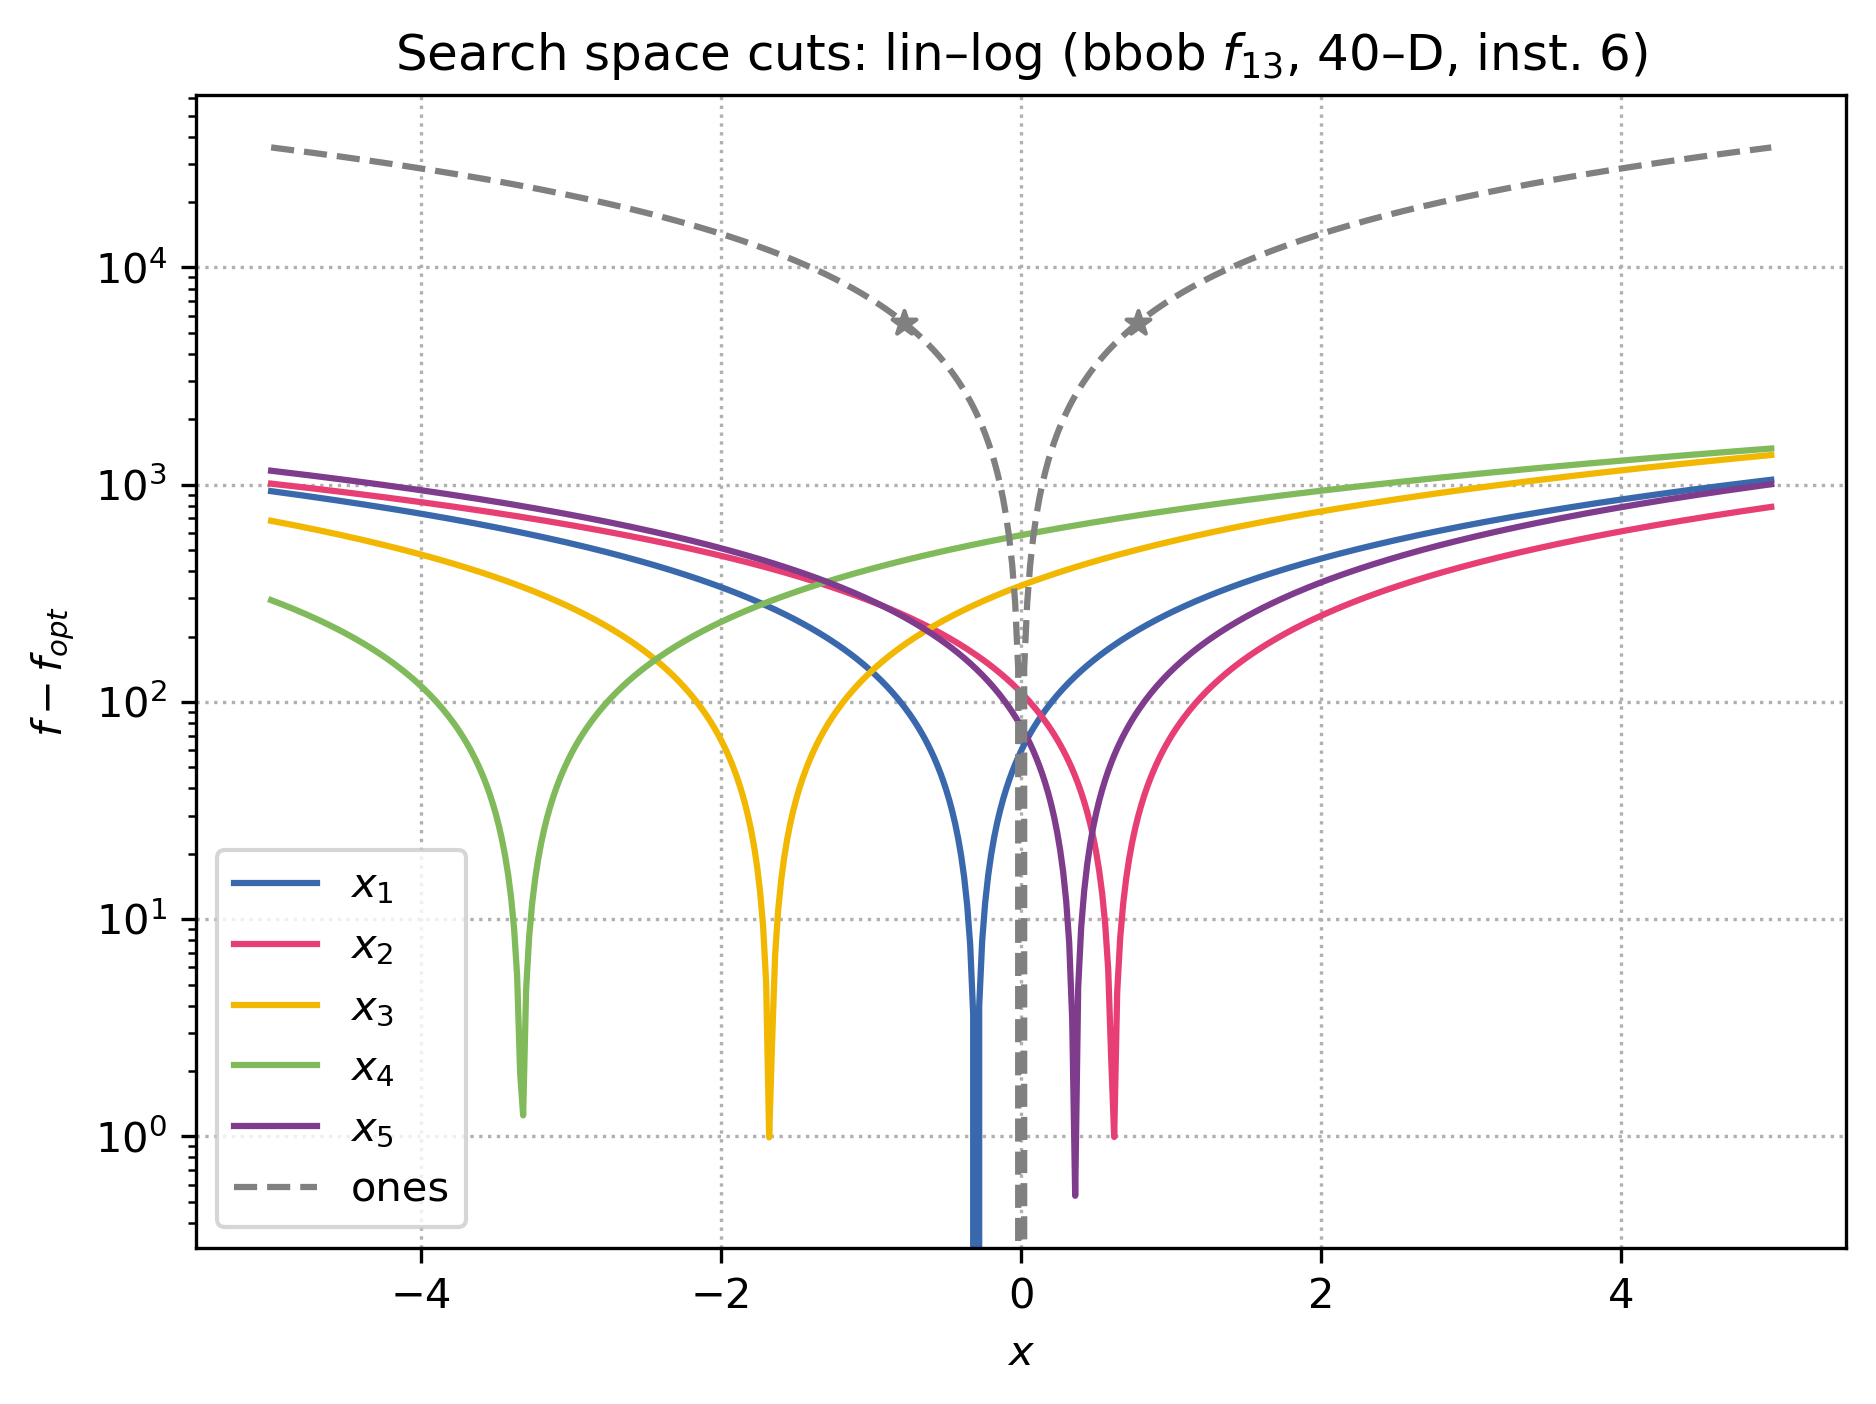 Search space cuts: lin–log (bbob f13, 40–D, inst. 6)
f − fopt
10^4
10^3
10^2
10^1
10^0
x1
x2
x3
x4
x5
ones
−4 −2 0 2 4
x